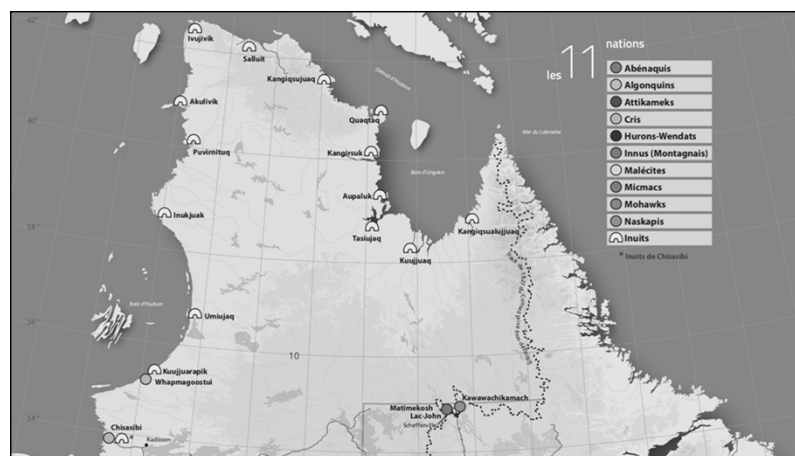 62°
Ivujivik
Salluit
Kangiqsujuaq
Détroit d'Hudson
les 11 nations
Abénaquis
Algonquins
Attikameks
Cris
Hurons-Wendats
Innus (Montagnais)
Malécites
Micmacs
Mohawks
Naskapis
Inuits
* Inuits de Chisasibi
Akulivik
Quaqtaq
60°
Mer du Labrador
Puvirnituq
Kangirsuk
Baie d'Ungava
Aupaluk
Inukjuak
58°
Tasiujaq
Kangiqsualujjuaq
Kuujjuaq
Baie d'Hudson
Umiujaq
56°
10
Kuujjuarapik
Whapmagoostui
Kawawachikamach
Matimekosh
Lac-John
Schefferville
54°
Chisasibi
*
Radisson